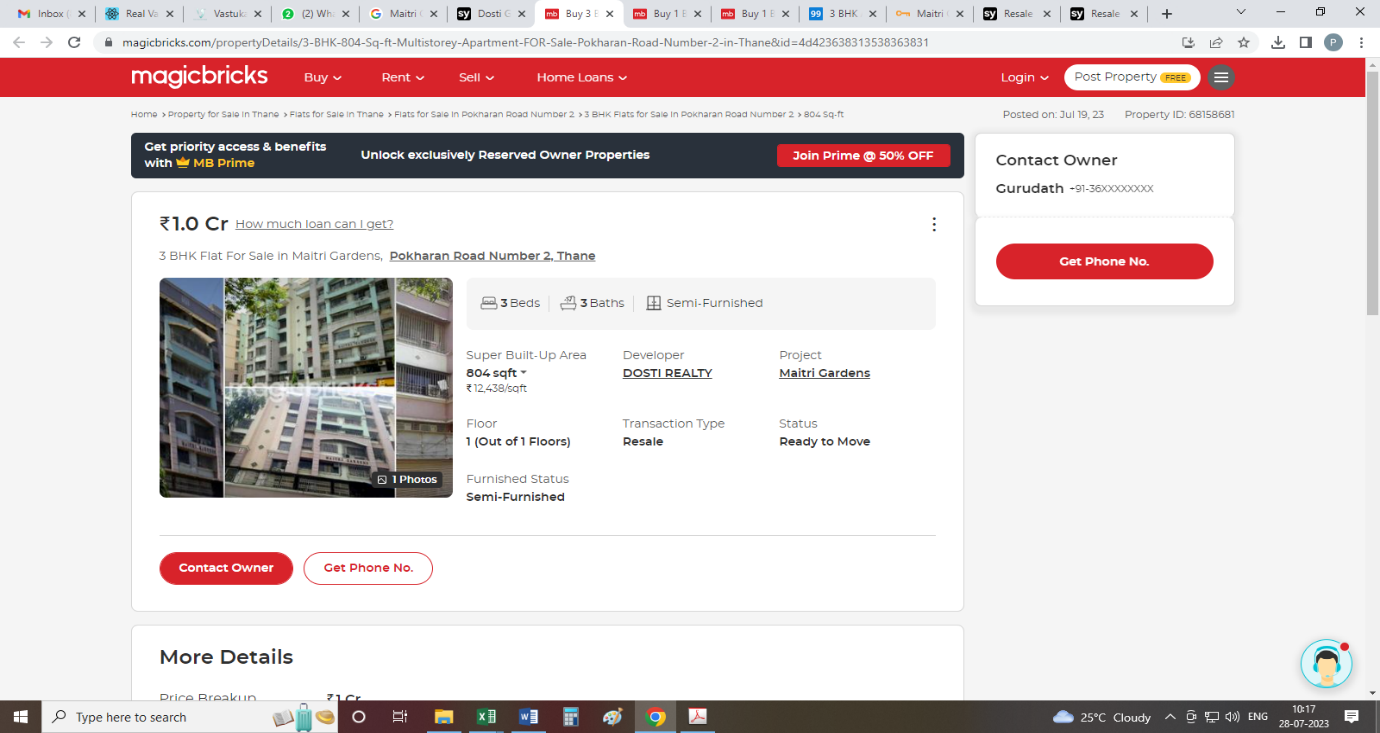 Inbox (
Real Va
Vastuka
(2) Wha
Maitri G
Dosti G
Buy 3 B
Buy 1 B
Buy 1 B
3 BHK
Maitri
Resale
Resale
magicbricks.com/propertyDetails/3-BHK-804-Sq-ft-Multistorey-Apartment-FOR-Sale-Pokharan-Road-Number-2-in-Thane&id=4d423638313538363831
magicbricks Buy Rent Sell Home Loans Login Post Property FREE
Home > Property for Sale in Thane > Flats for Sale in Thane > Flats for Sale in Pokharan Road Number 2 > 3 BHK Flats for Sale in Pokharan Road Number 2 > 804 Sq-ft Posted on: Jul 19, 23 Property ID: 68158681
Get priority access & benefits
with MB Prime
Unlock exclusively Reserved Owner Properties
Join Prime @ 50% OFF
Contact Owner
Gurudath +91-36XXXXXXXX
Get Phone No.
₹1.0 Cr How much loan can I get?
3 BHK Flat For Sale in Maitri Gardens, Pokharan Road Number 2, Thane
magicbricks
MAITRI GARDENS
1 Photos
3 Beds 3 Baths Semi-Furnished
Super Built-Up Area Developer Project
804 sqft DOSTI REALTY Maitri Gardens
₹12,438/sqft
Floor Transaction Type Status
1 (Out of 1 Floors) Resale Ready to Move
Furnished Status
Semi-Furnished
Contact Owner Get Phone No.
More Details
Price Breakup ₹1 Cr
Type here to search
25°C Cloudy ENG
10:17
28-07-2023